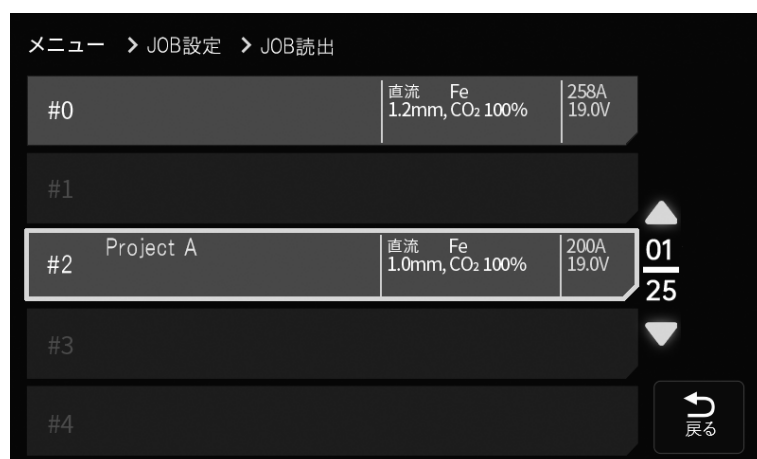 メニュー > JOB設定 > JOB読出
#0 直流 Fe 258A
1.2mm, CO₂ 100% 19.0V
#1
#2 Project A 直流 Fe 200A
1.0mm, CO₂ 100% 19.0V
01
25
#3
#4
戻る